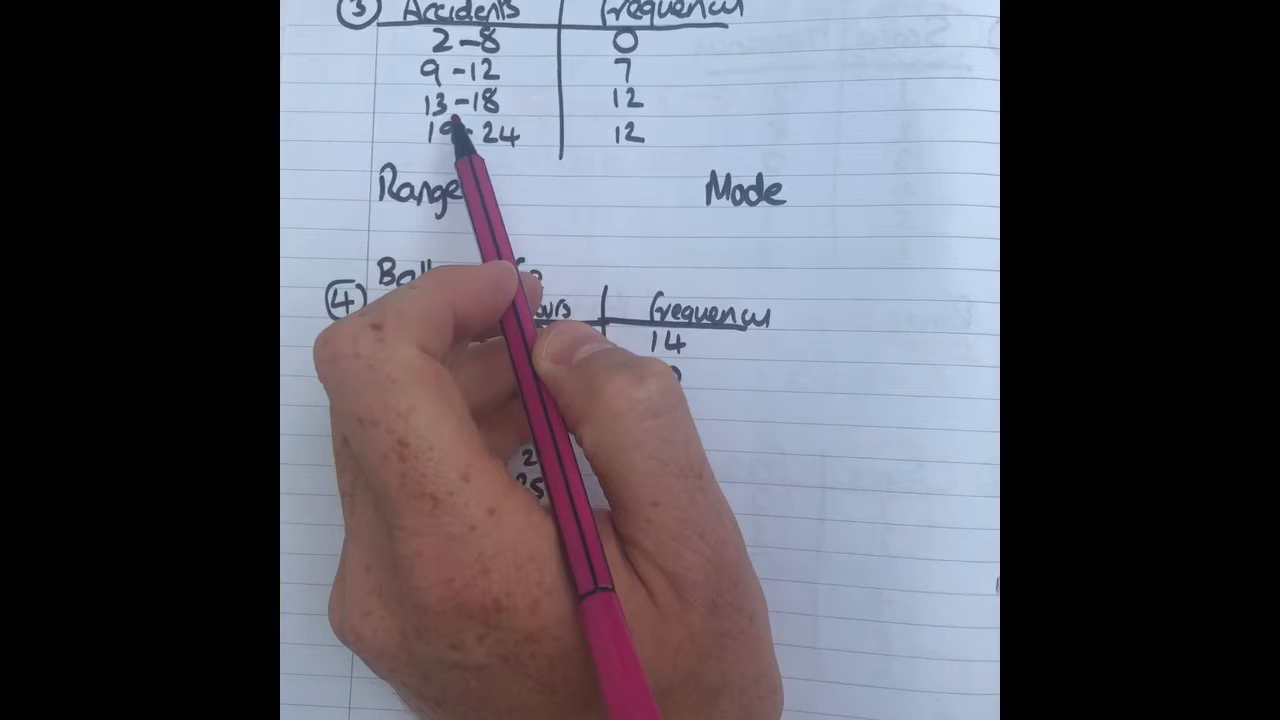 ③ Accidents Frequency
2-8 0
9-12 7
13-18 12
19-24 12
Range Mode
④ Frequency
14